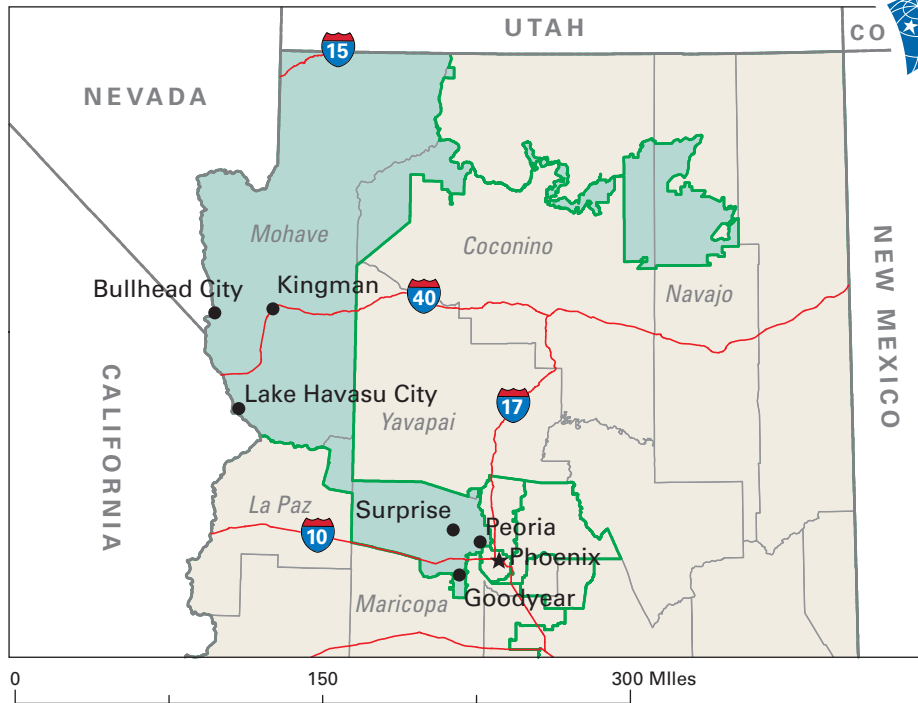 UTAH
CO
15
NEVADA
Mohave
Coconino
NEW MEXICO
Bullhead City
Kingman
40
Navajo
CALIFORNIA
Lake Havasu City
17
Yavapai
La Paz
Surprise
Peoria
10
Phoenix
Goodyear
Maricopa
0 150 300 MIles